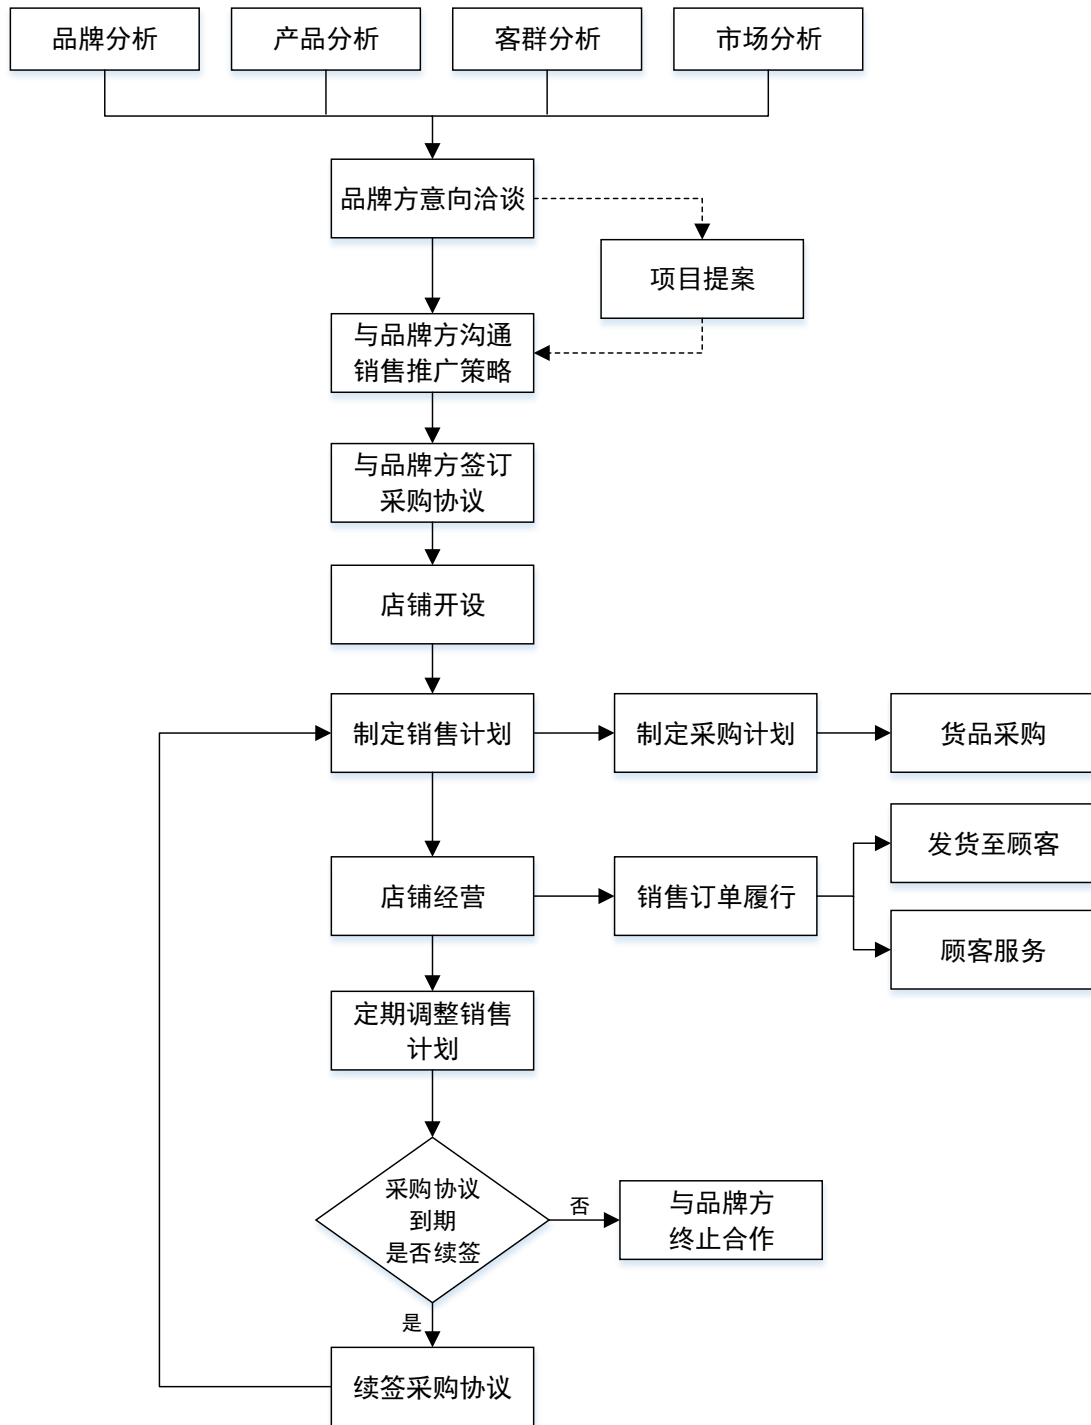 品牌分析
产品分析
客群分析
市场分析
品牌方意向洽谈
项目提案
与品牌方沟通
销售推广策略
与品牌方签订
采购协议
店铺开设
制定销售计划
制定采购计划
货品采购
发货至顾客
店铺经营
销售订单履行
顾客服务
定期调整销售
计划
采购协议
到期
是否续签
否
与品牌方
终止合作
是
续签采购协议